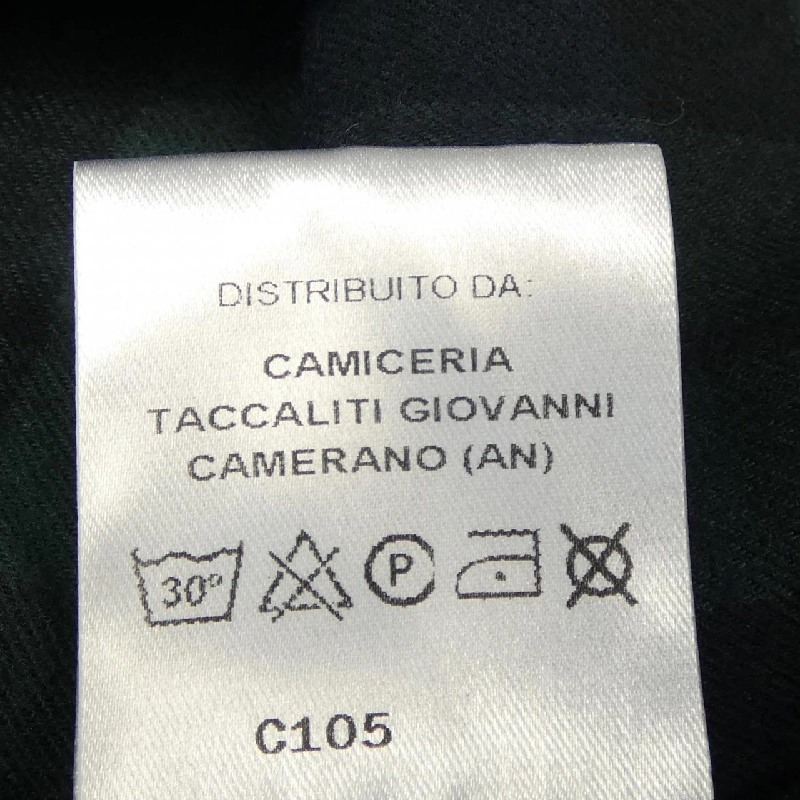 DISTRIBUITO DA:
CAMICERIA
TACCALITI GIOVANNI
CAMERANO (AN)
30° P
C105